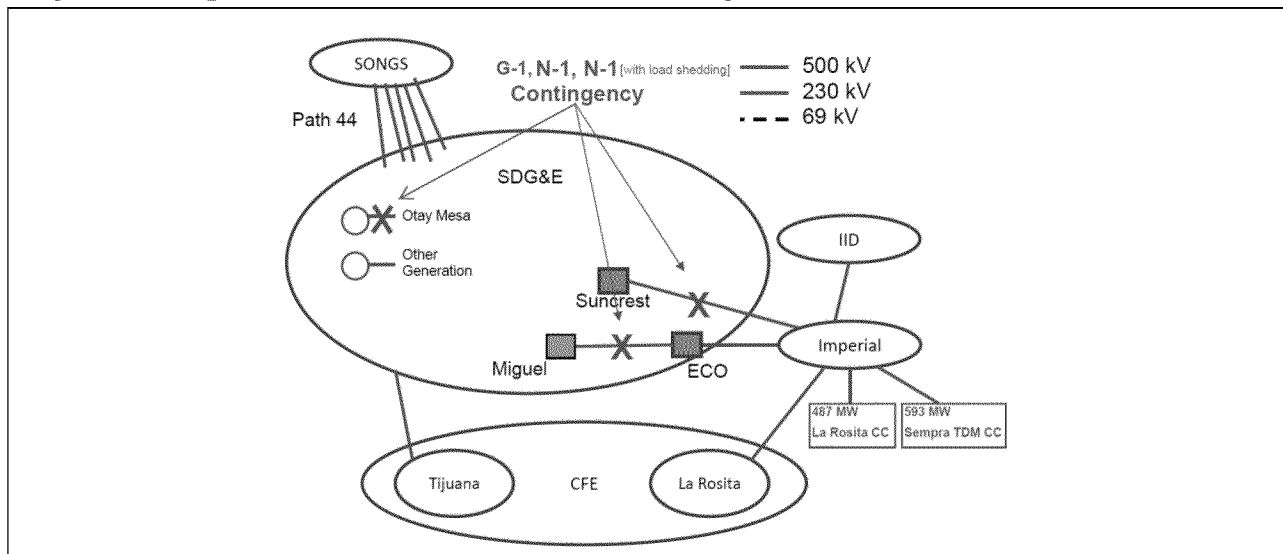 SONGS
G-1, N-1, N-1 [with load shedding]
Contingency
500 kV
230 kV
69 kV
Path 44
SDG&E
Otay Mesa
Other
Generation
IID
Suncrest
Imperial
Miguel
ECO
487 MW
La Rosita CC
593 MW
Sempra TDM CC
Tijuana
CFE
La Rosita